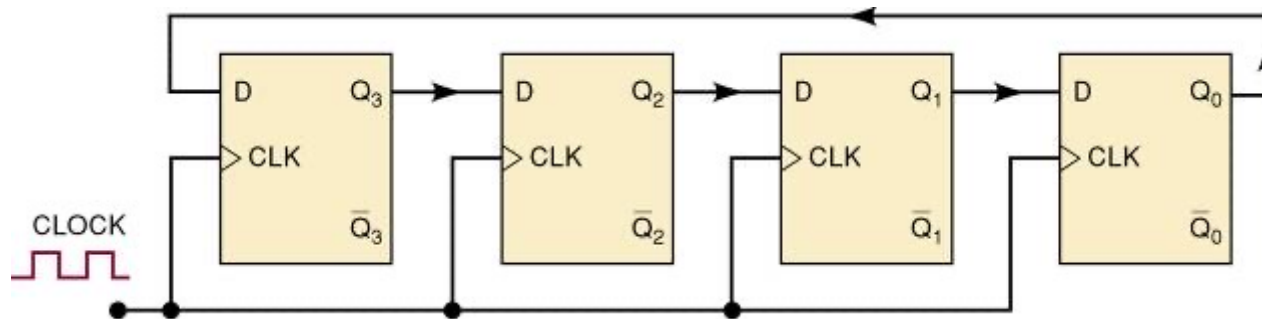 D Q₃ D Q₂ D Q₁ D Q₀
CLK CLK CLK CLK
CLOCK
Q̅₃ Q̅₂ Q̅₁ Q̅₀